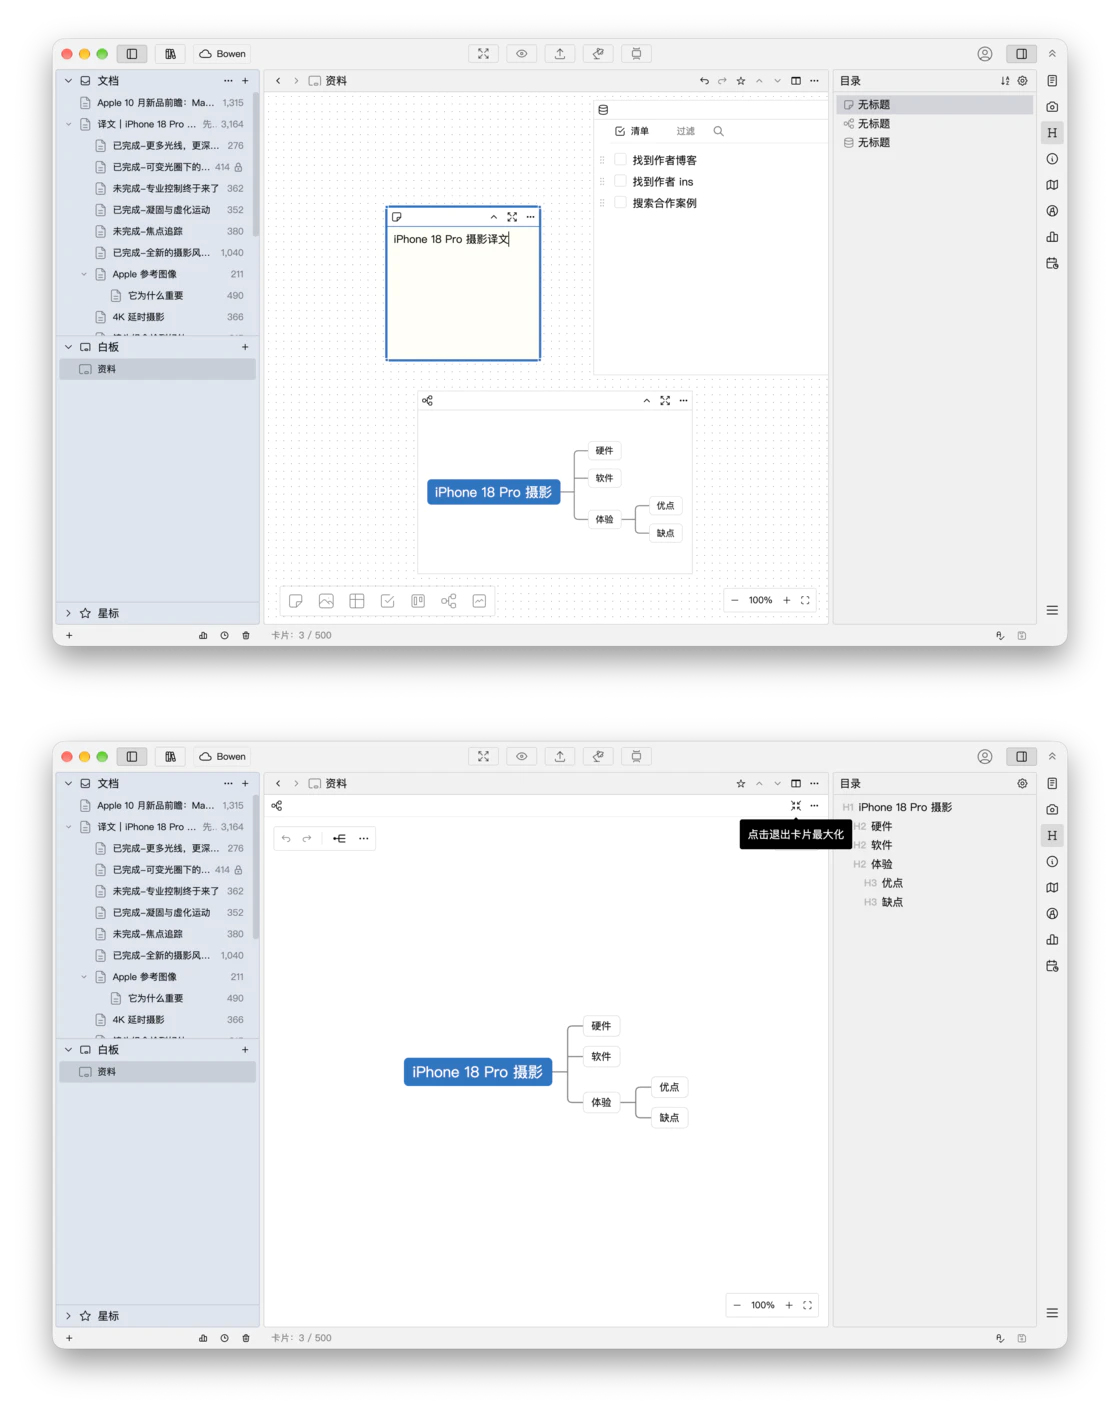 Bowen
文档
Apple 10 月新品前瞻：Ma... 1,315
译文 | iPhone 18 Pro ... 先.. 3,164
已完成-更多光线，更深... 276
已完成-可变光圈下的... 414
未完成-专业控制终于来了 362
已完成-凝固与虚化运动 352
未完成-焦点追踪 380
已完成-全新的摄影风... 1,040
Apple 参考图像 211
它为什么重要 490
4K 延时摄影 366
白板
资料
星标
资料
iPhone 18 Pro 摄影译文
清单 过滤
找到作者博客
找到作者 ins
搜索合作案例
iPhone 18 Pro 摄影
硬件
软件
体验
优点
缺点
100%
卡片：3 / 500
目录
无标题
无标题
无标题
H
Bowen
文档
Apple 10 月新品前瞻：Ma... 1,315
译文 | iPhone 18 Pro ... 先.. 3,164
已完成-更多光线，更深... 276
已完成-可变光圈下的... 414
未完成-专业控制终于来了 362
已完成-凝固与虚化运动 352
未完成-焦点追踪 380
已完成-全新的摄影风... 1,040
Apple 参考图像 211
它为什么重要 490
4K 延时摄影 366
白板
资料
星标
资料
点击退出卡片最大化
iPhone 18 Pro 摄影
硬件
软件
体验
优点
缺点
100%
卡片：3 / 500
目录
H1 iPhone 18 Pro 摄影
H2 硬件
H2 软件
H2 体验
H3 优点
H3 缺点
H